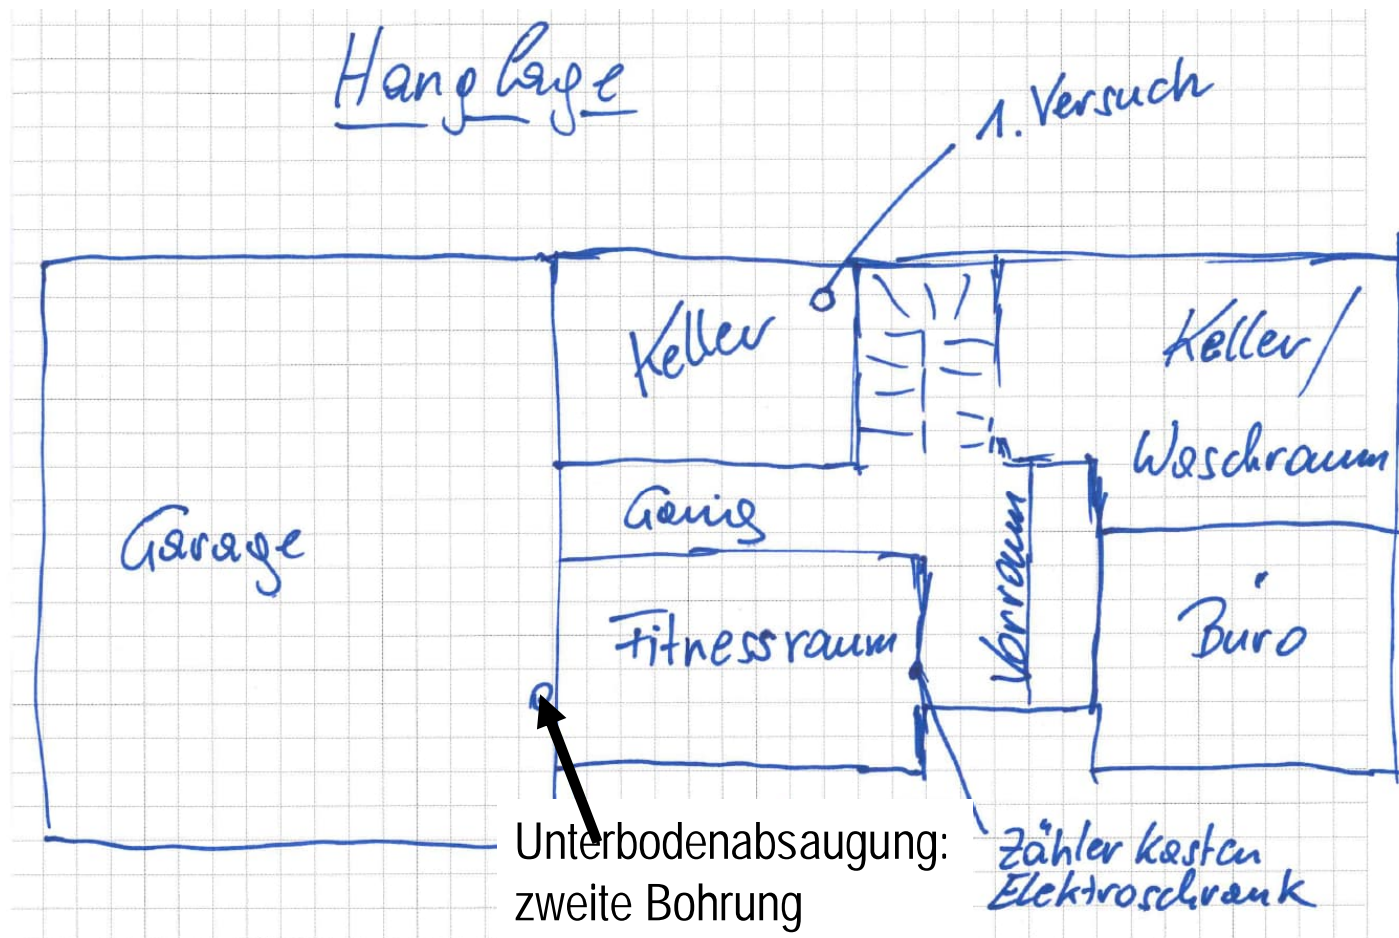 Hanglage
1. Versuch
Keller
Keller/
Waschraum
Gang
Garage
Vorraum
Fitnessraum
Büro
Unterbodenabsaugung:
zweite Bohrung
Zählerkasten
Elektroschrank